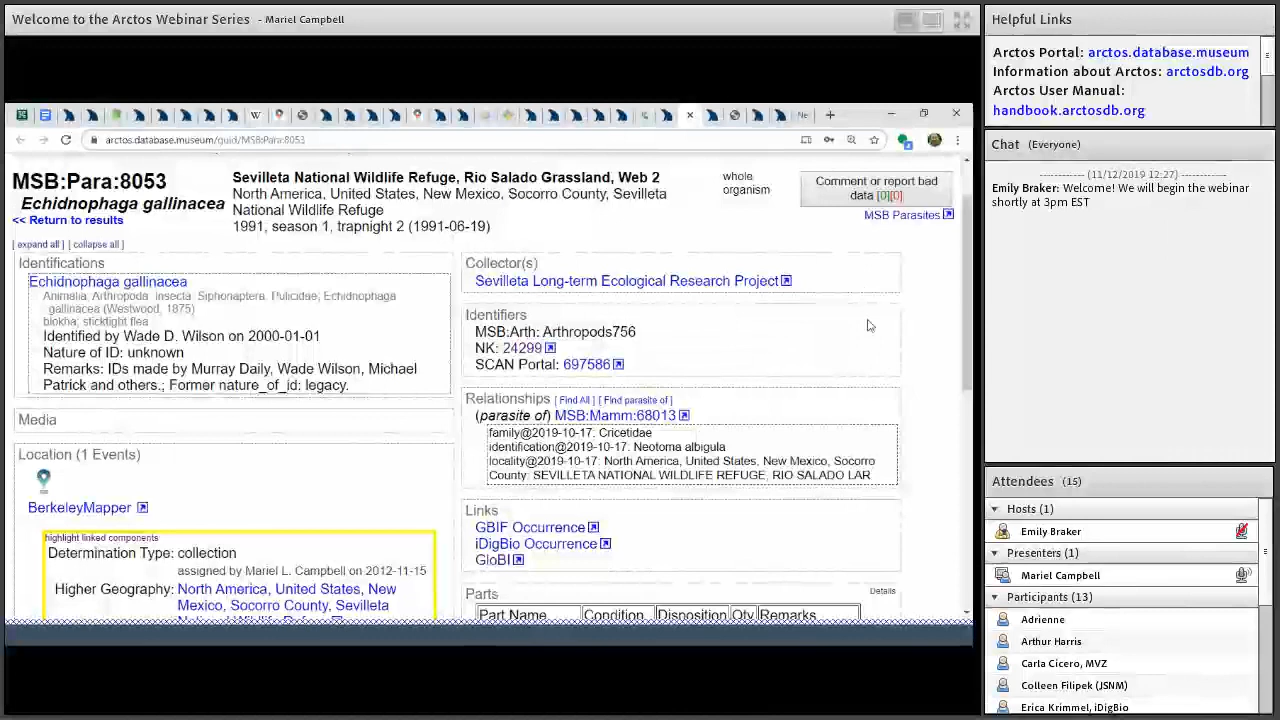 Welcome to the Arctos Webinar Series - Mariel Campbell
arctos.database.museum/guid/MSB:Para:8053
MSB:Para:8053
Echidnophaga gallinacea
<< Return to results
Sevilleta National Wildlife Refuge, Rio Salado Grassland, Web 2
North America, United States, New Mexico, Socorro County, Sevilleta
National Wildlife Refuge
1991, season 1, trapnight 2 (1991-06-19)
whole
organism
Comment or report bad
data [0][0]
MSB Parasites
[ expand all ] [ collapse all ]
Identifications
Echidnophaga gallinacea
Animalia, Arthropoda, Insecta, Siphonaptera, Pulicidae, Echidnophaga
gallinacea (Westwood, 1875)
blokha; sticktight flea
Identified by Wade D. Wilson on 2000-01-01
Nature of ID: unknown
Remarks: IDs made by Murray Daily, Wade Wilson, Michael
Patrick and others.; Former nature_of_id: legacy.
Media
Location (1 Events)
BerkeleyMapper
highlight linked components
Determination Type: collection
assigned by Mariel L. Campbell on 2012-11-15
Higher Geography: North America, United States, New
Mexico, Socorro County, Sevilleta
National Wildlife Refuge
Collector(s)
Sevilleta Long-term Ecological Research Project
Identifiers
MSB:Arth: Arthropods756
NK: 24299
SCAN Portal: 697586
Relationships [ Find All ] [ Find parasite of ]
(parasite of) MSB:Mamm:68013
family@2019-10-17: Cricetidae
identification@2019-10-17: Neotoma albigula
locality@2019-10-17: North America, United States, New Mexico, Socorro
County: SEVILLETA NATIONAL WILDLIFE REFUGE, RIO SALADO LAR
Links
GBIF Occurrence
iDigBio Occurrence
GloBI
Parts
Details
Part Name Condition Disposition Qty Remarks
Helpful Links
Arctos Portal: arctos.database.museum
Information about Arctos: arctosdb.org
Arctos User Manual:
handbook.arctosdb.org
Chat (Everyone)
------------ (11/12/2019 12:27) ------------
Emily Braker: Welcome! We will begin the webinar
shortly at 3pm EST
Attendees (15)
Hosts (1)
Emily Braker
Presenters (1)
Mariel Campbell
Participants (13)
Adrienne
Arthur Harris
Carla Cicero, MVZ
Colleen Filipek (JSNM)
Erica Krimmel, iDigBio